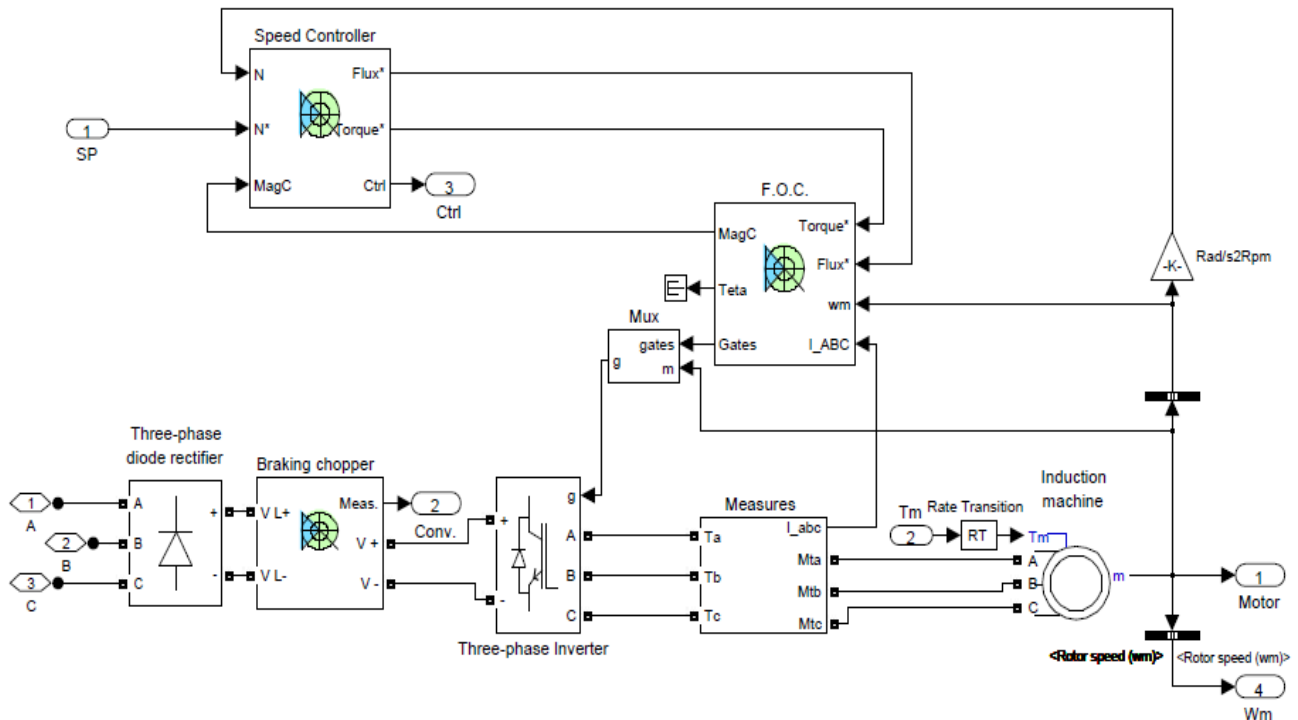 Speed Controller
N
Flux*
1
SP
N*
Torque*
MagC
Ctrl
3
Ctrl
F.O.C.
MagC
Torque*
Flux*
Teta
wm
Gates
I_ABC
-K-
Rad/s2Rpm
Mux
gates
g
m
Three-phase
diode rectifier
1
A
2
B
3
C
A
B
C
+
-
Braking chopper
V L+
V L-
Meas.
V +
V -
2
Conv.
+
-
g
A
B
C
Three-phase Inverter
Measures
Ta
Tb
Tc
I_abc
Mta
Mtb
Mtc
Tm
2
Rate Transition
RT
Induction
machine
Tm
A
B
C
m
1
Motor
<Rotor speed (wm)>
<Rotor speed (wm)>
4
Wm